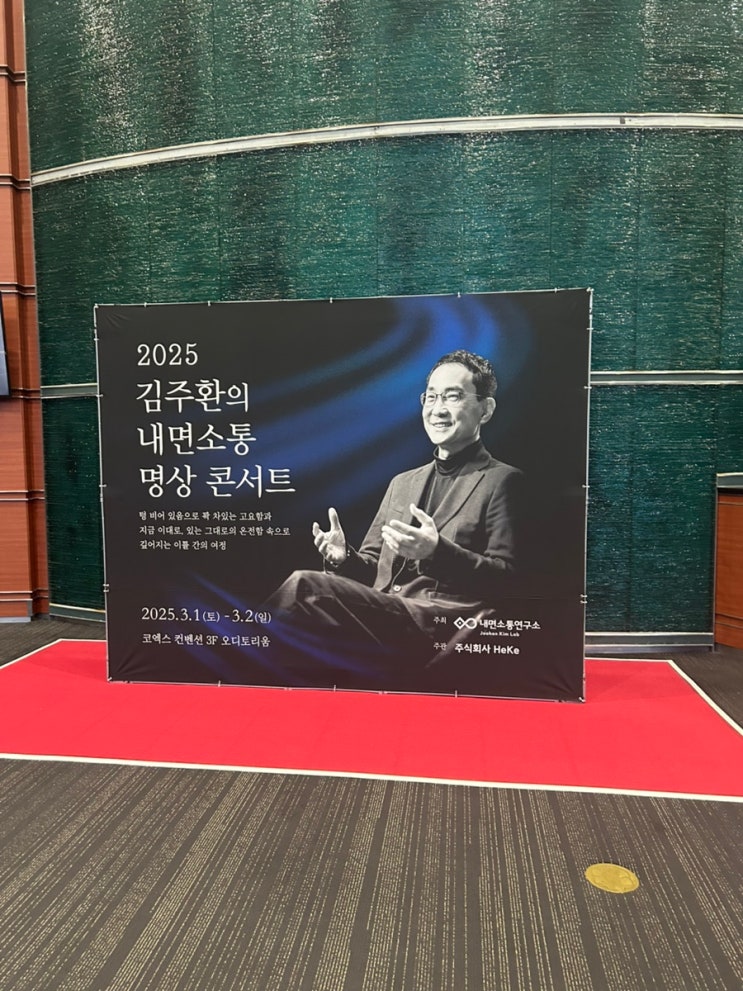 2025
김주환의
내면소통
명상 콘서트
텅 비어 있음으로 꽉 차있는 고요함과
지금 이대로, 있는 그대로의 온전함 속으로
깊어지는 이틀 간의 여정
2025.3.1(토) - 3.2(일)
코엑스 컨벤션 3F 오디토리움
주최 내면소통연구소
Joohan Kim Lab
주관 주식회사 HeKe